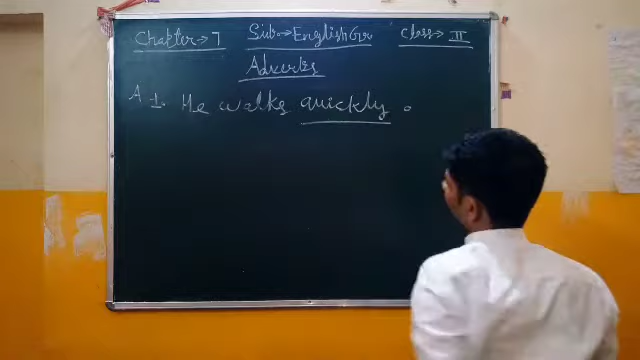 Chapter→7 Sub→English Gr. Class→III
Adverbs
A 1. He walks quickly.